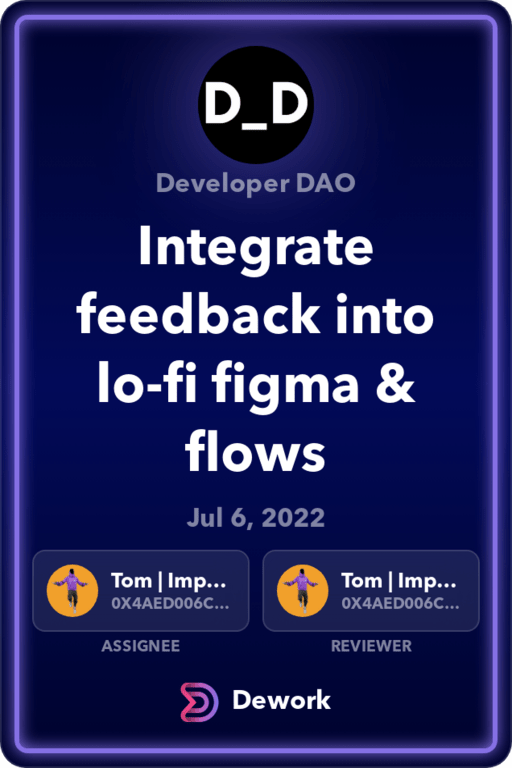 D_D
Developer DAO
Integrate
feedback into
lo-fi figma &
flows
Jul 6, 2022
Tom | Imp...
0X4AED006C...
ASSIGNEE
Tom | Imp...
0X4AED006C...
REVIEWER
Dework